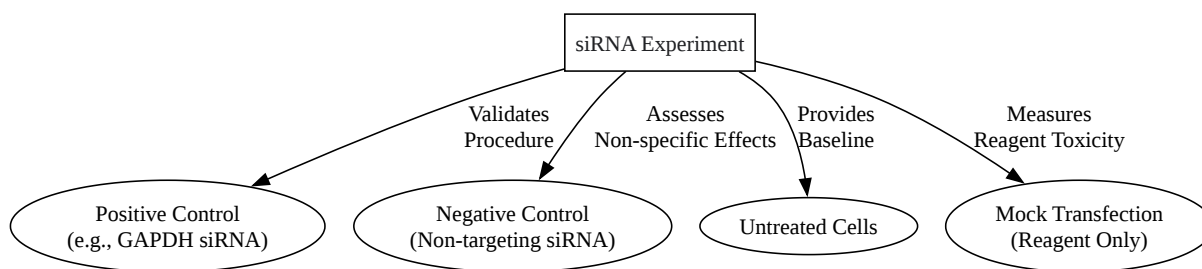 siRNA Experiment
Validates
Procedure
Assesses
Non-specific Effects
Provides
Baseline
Measures
Reagent Toxicity
Positive Control
(e.g., GAPDH siRNA)
Negative Control
(Non-targeting siRNA)
Untreated Cells
Mock Transfection
(Reagent Only)